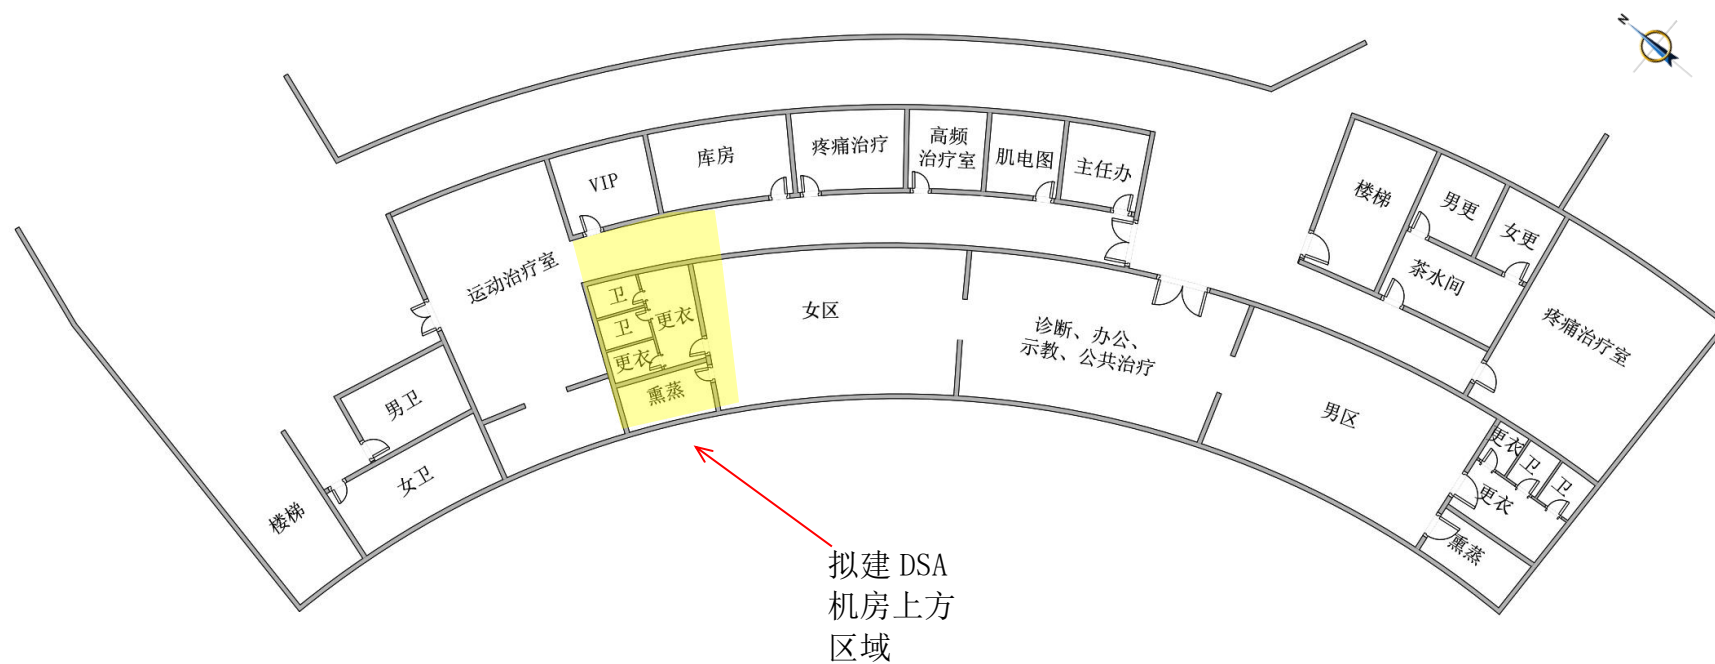 N
VIP
库房
疼痛治疗
高频
治疗室
肌电图
主任办
楼梯
男更
女更
茶水间
疼痛治疗室
运动治疗室
卫
卫
更衣
更衣
熏蒸
女区
诊断、办公、
示教、公共治疗
男区
更衣
卫
卫
更衣
熏蒸
男卫
女卫
楼梯
拟建 DSA
机房上方
区域